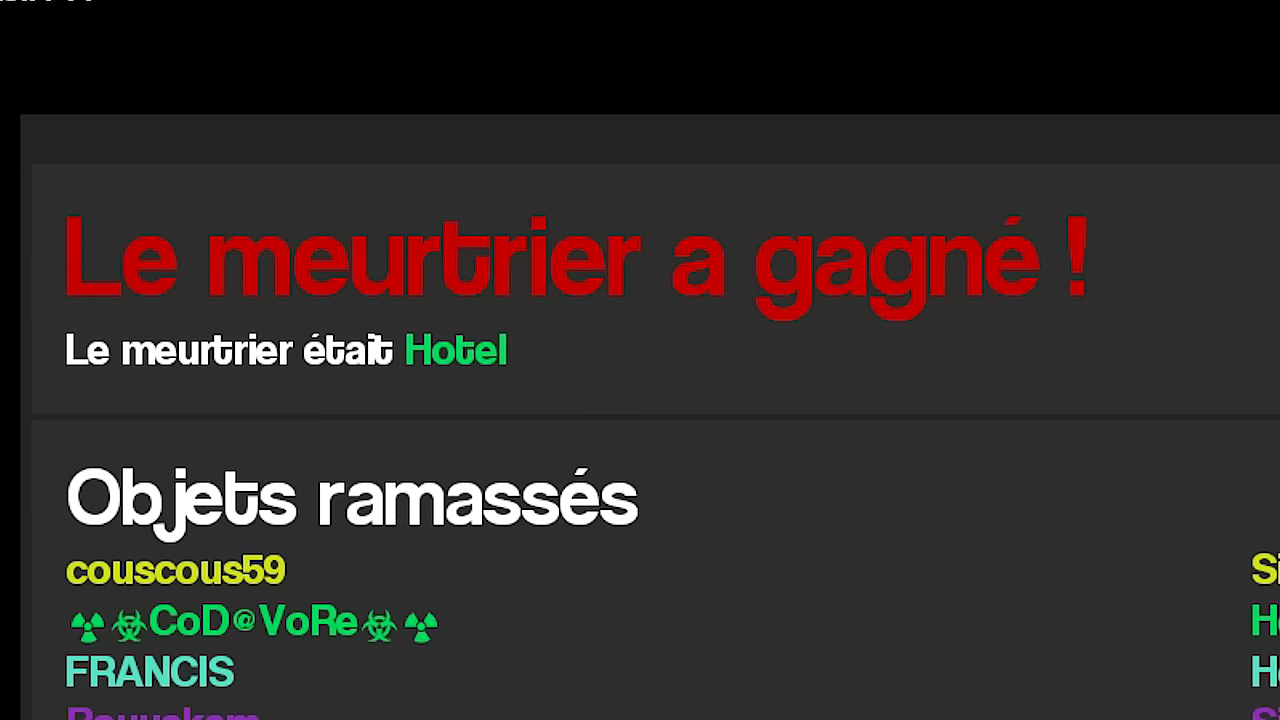 Le meurtrier a gagné !
Le meurtrier était Hotel
Objets ramassés
couscous59
☢☣CoD@VoRe☣☢
FRANCIS